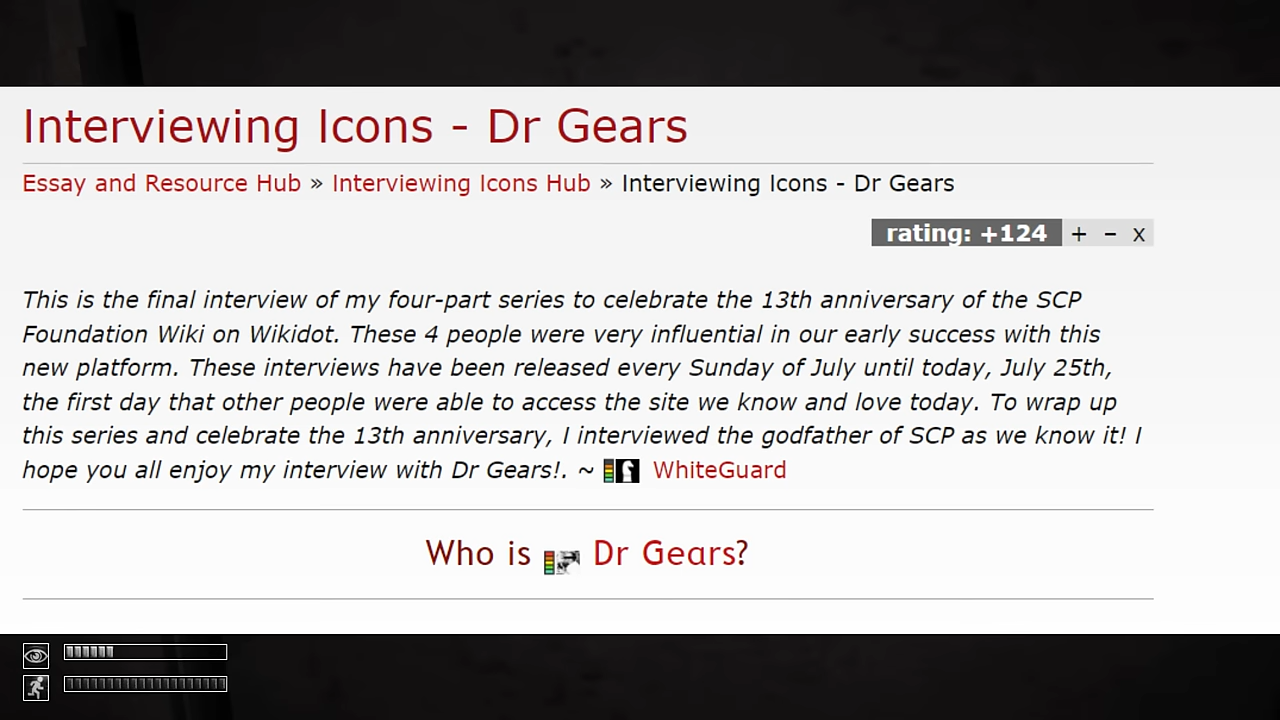 Interviewing Icons - Dr Gears
Essay and Resource Hub » Interviewing Icons Hub » Interviewing Icons - Dr Gears
rating: +124 + − x
This is the final interview of my four-part series to celebrate the 13th anniversary of the SCP
Foundation Wiki on Wikidot. These 4 people were very influential in our early success with this
new platform. These interviews have been released every Sunday of July until today, July 25th,
the first day that other people were able to access the site we know and love today. To wrap up
this series and celebrate the 13th anniversary, I interviewed the godfather of SCP as we know it! I
hope you all enjoy my interview with Dr Gears!. ~ WhiteGuard
Who is Dr Gears?